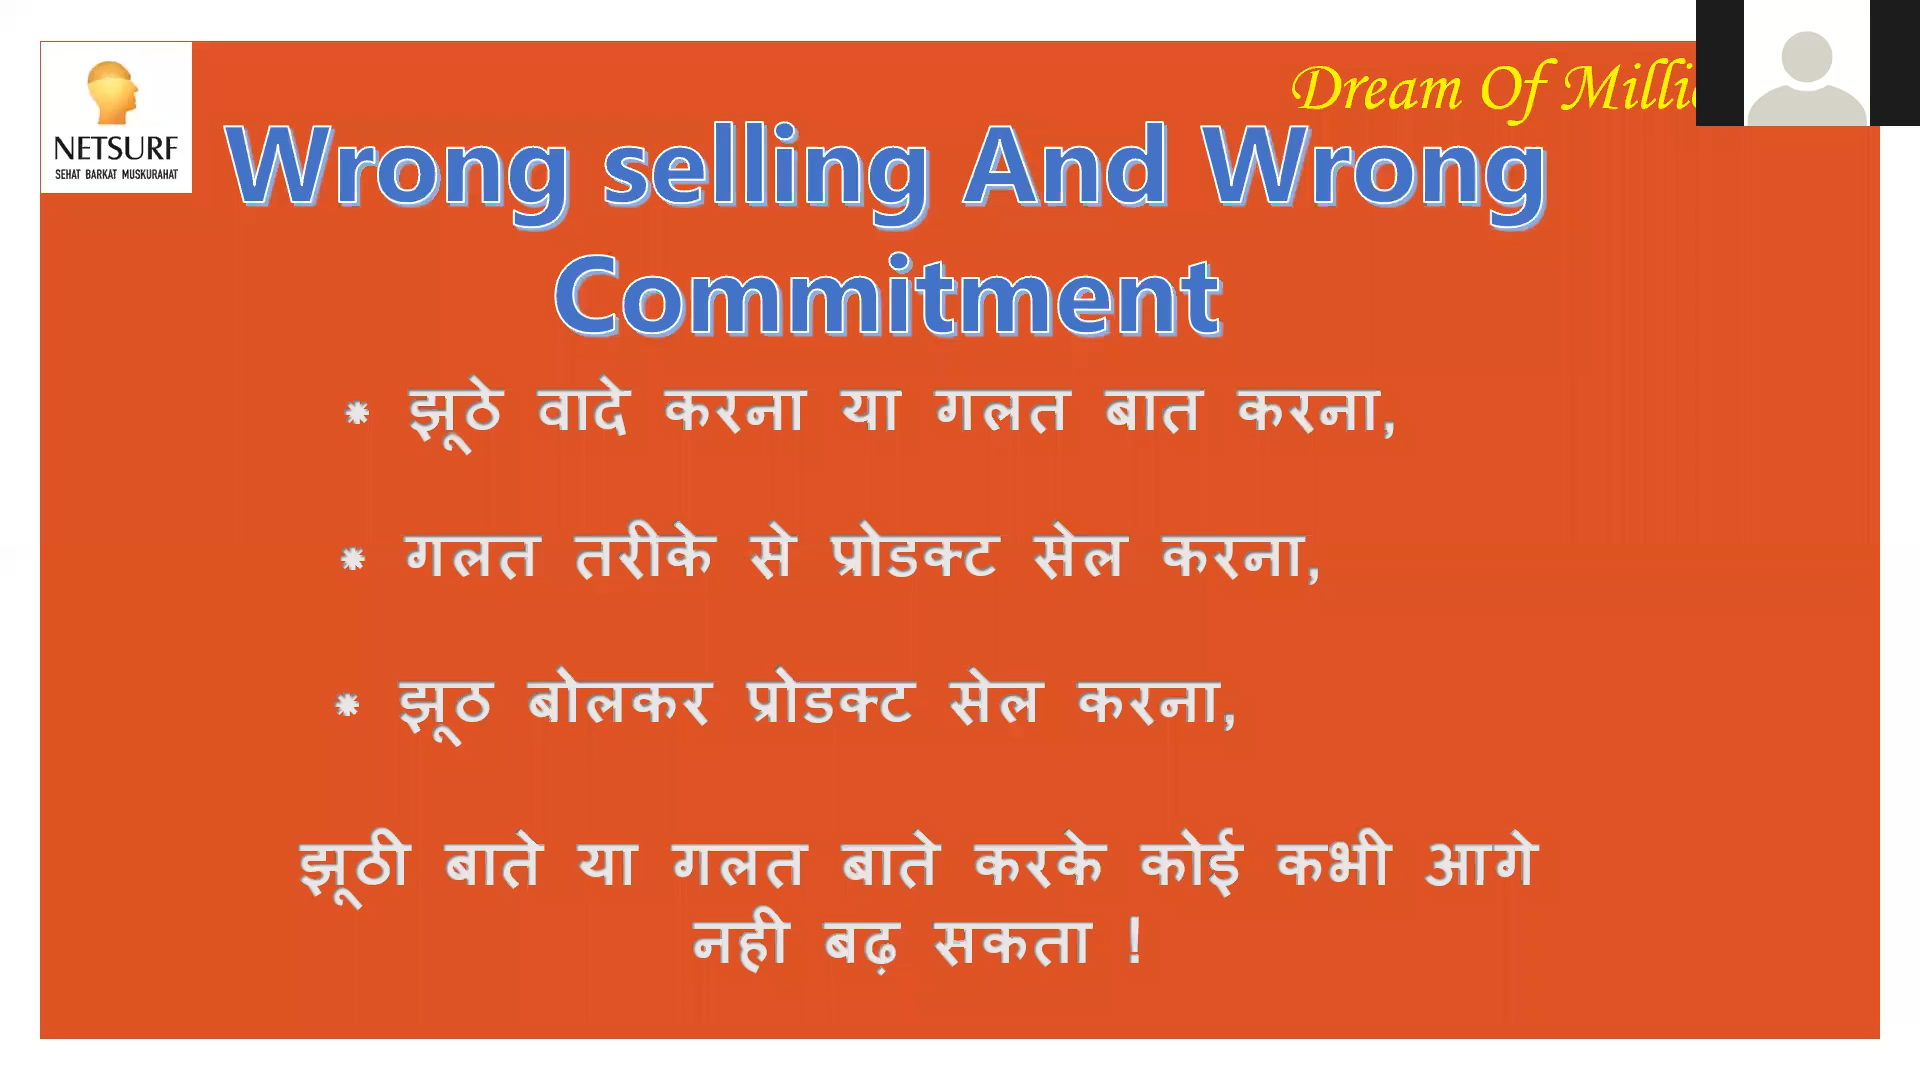 NETSURF
SEHAT BARKAT MUSKURAHAT
Dream Of
Wrong selling And Wrong
Commitment
* झूठे वादे करना या गलत बात करना,
* गलत तरीके से प्रोडक्ट सेल करना,
* झूठ बोलकर प्रोडक्ट सेल करना,
झूठी बाते या गलत बाते करके कोई कभी आगे
नही बढ़ सकता !